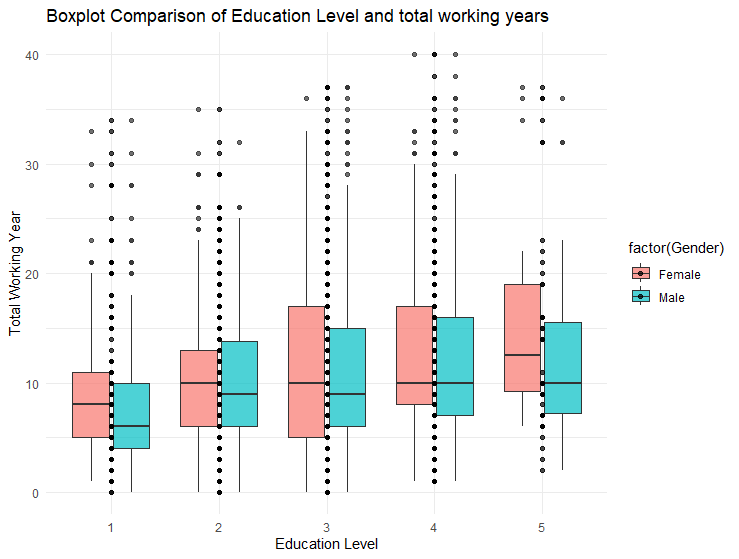 Boxplot Comparison of Education Level and total working years
Total Working Year
40
30
20
10
0
1 2 3 4 5
Education Level
factor(Gender)
Female
Male